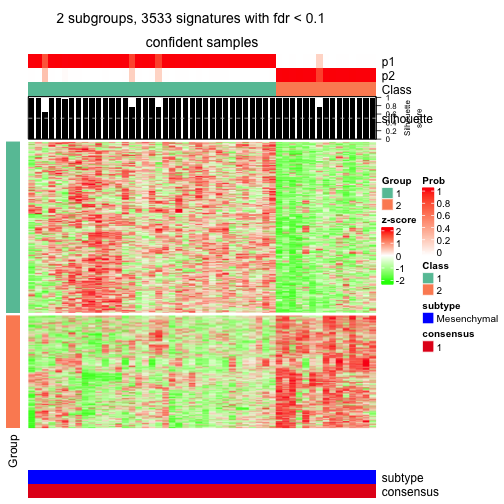 2 subgroups, 3533 signatures with fdr < 0.1
confident samples
p1
p2
Class
1
0.8
0.6
0.4
0.2
0
Silhouette
score
silhouette
Group
1
2
z-score
2
1
0
-1
-2
Prob
1
0.8
0.6
0.4
0.2
0
Class
1
2
subtype
Mesenchymal
consensus
1
Group
subtype
consensus